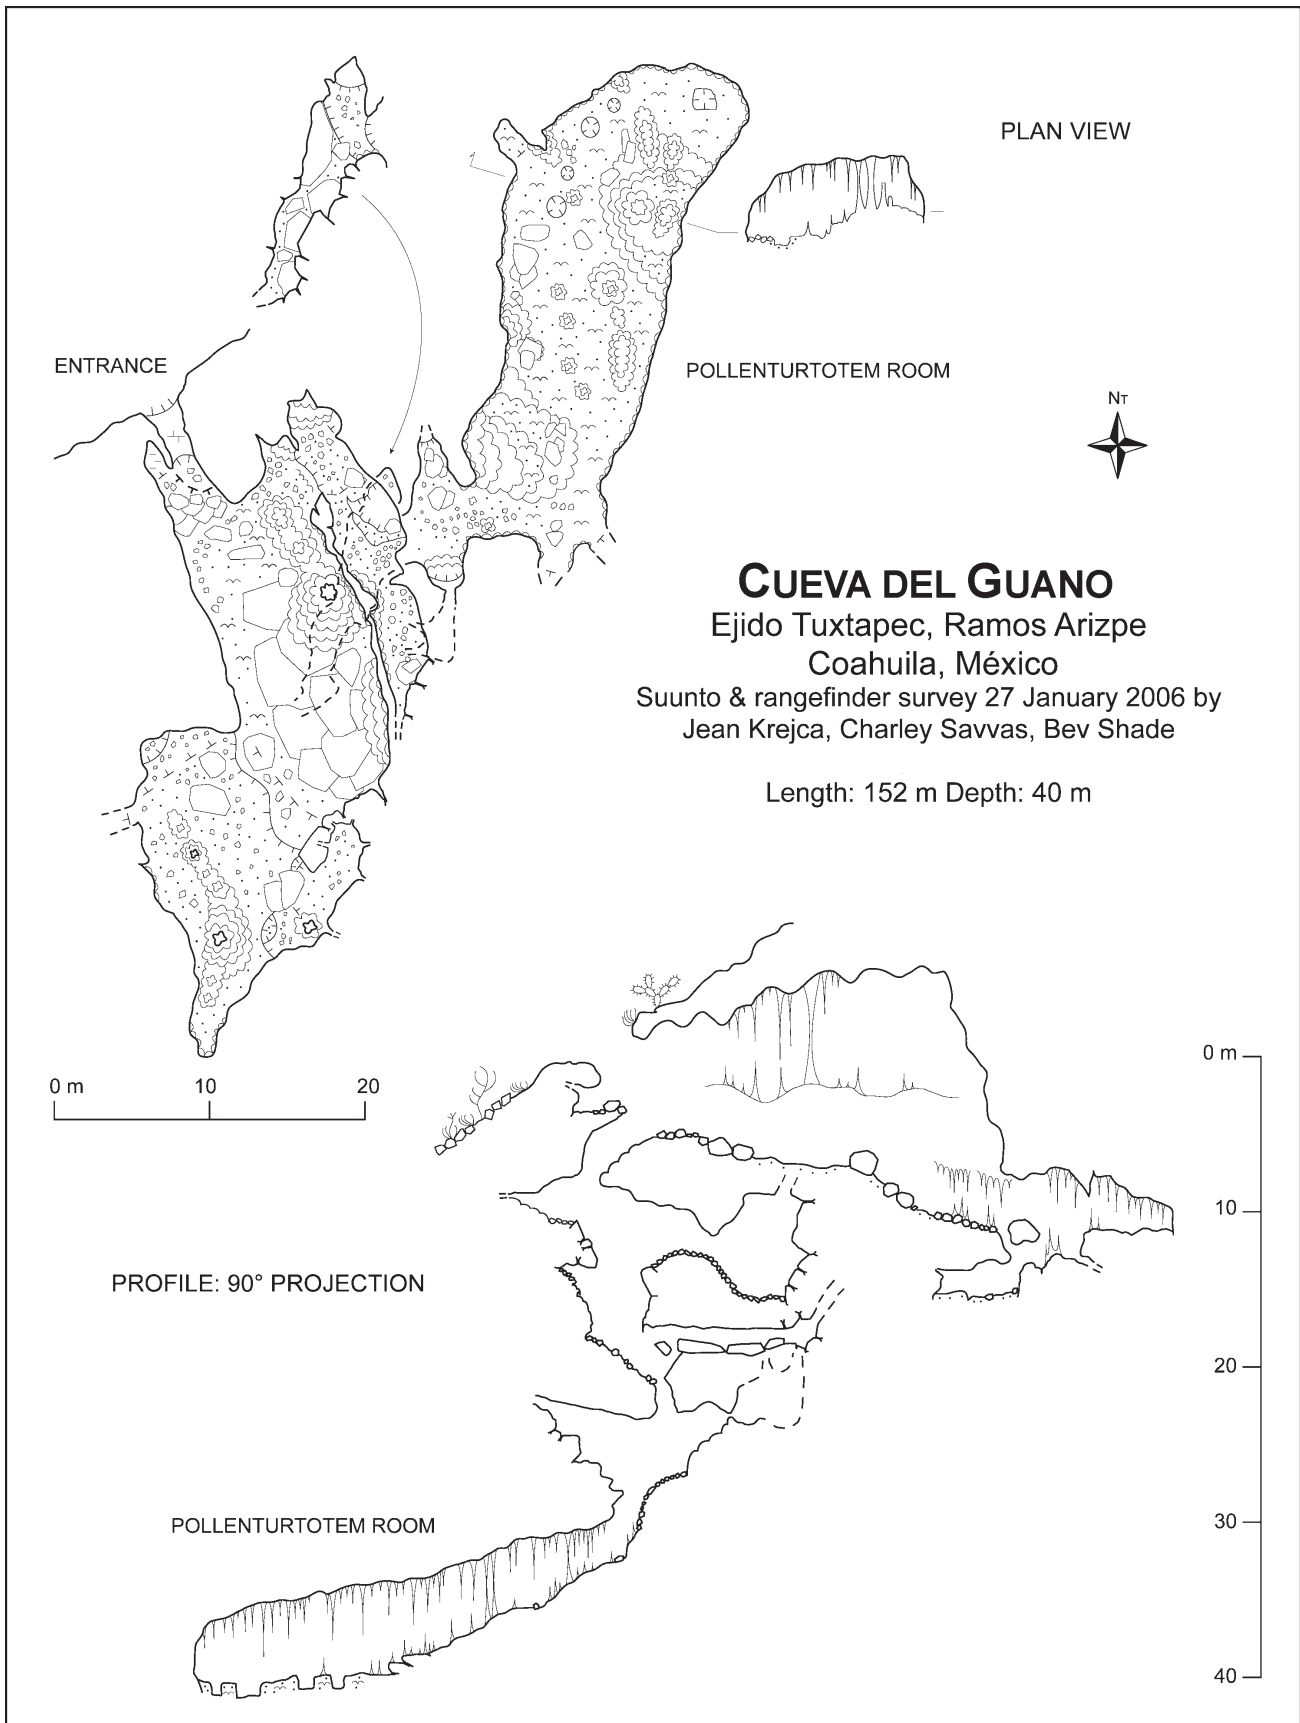 PLAN VIEW
ENTRANCE
POLLENTURTOTEM ROOM
NT
CUEVA DEL GUANO
Ejido Tuxtapec, Ramos Arizpe
Coahuila, México
Suunto & rangefinder survey 27 January 2006 by
Jean Krejca, Charley Savvas, Bev Shade
Length: 152 m Depth: 40 m
0 m 10 20
PROFILE: 90° PROJECTION
POLLENTURTOTEM ROOM
0 m
10
20
30
40